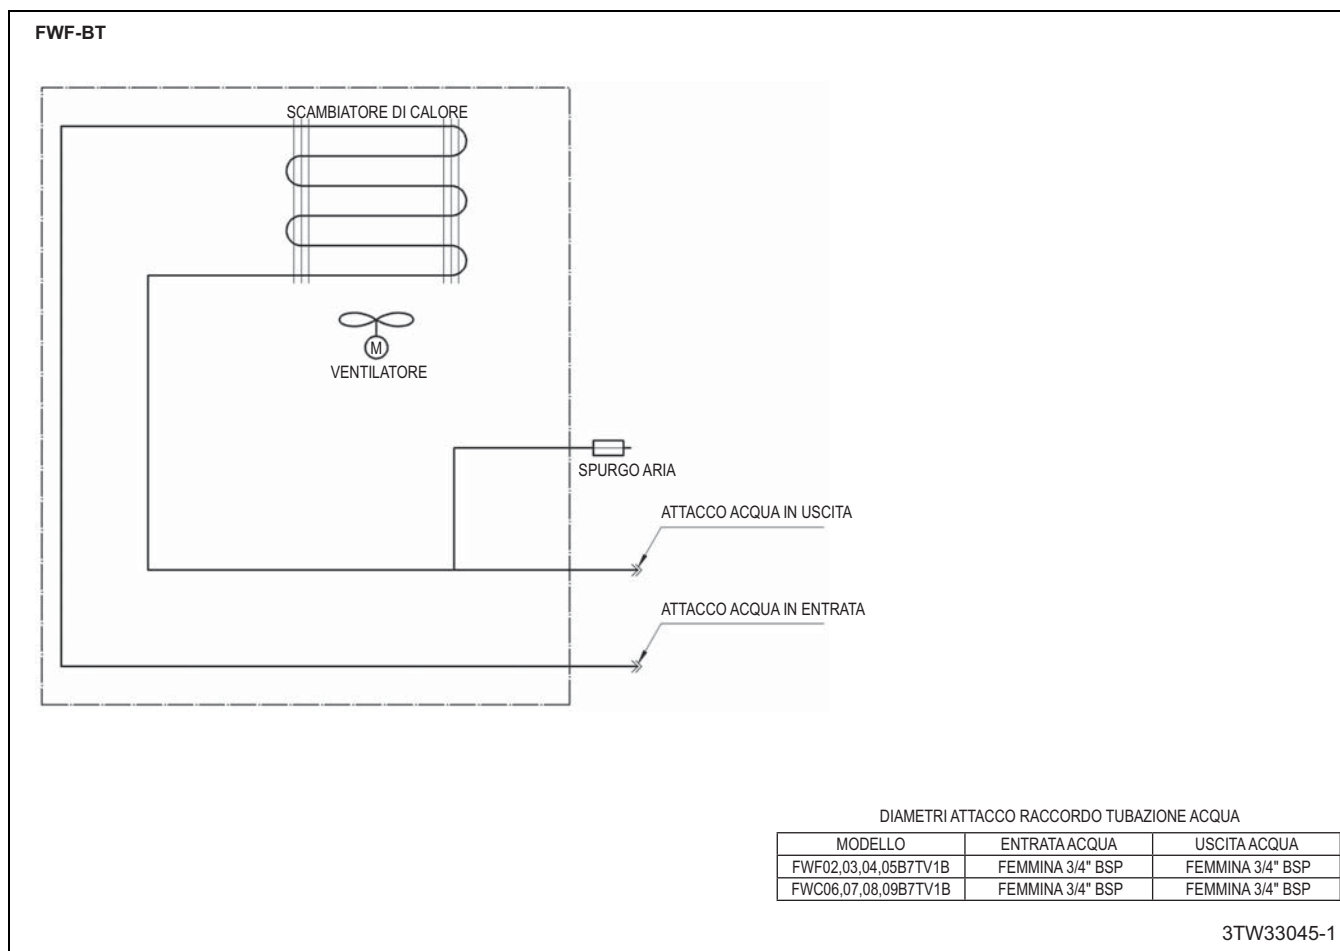 FWF-BT
SCAMBIATORE DI CALORE
M
VENTILATORE
SPURGO ARIA
ATTACCO ACQUA IN USCITA
ATTACCO ACQUA IN ENTRATA
DIAMETRI ATTACCO RACCORDO TUBAZIONE ACQUA
MODELLO ENTRATA ACQUA USCITA ACQUA
FWF02,03,04,05B7TV1B FEMMINA 3/4" BSP FEMMINA 3/4" BSP
FWC06,07,08,09B7TV1B FEMMINA 3/4" BSP FEMMINA 3/4" BSP
3TW33045-1